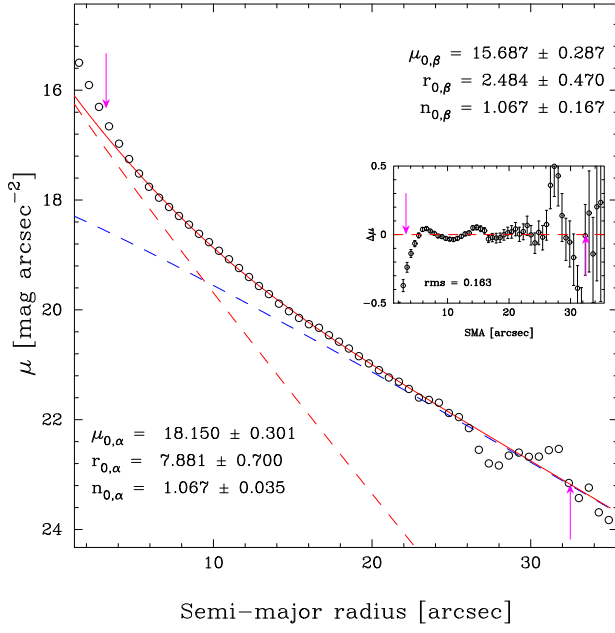 μ0,β = 15.687 ± 0.287
r0,β = 2.484 ± 0.470
n0,β = 1.067 ± 0.167
16
18
20
22
24
μ [mag arcsec−2]
0.5
0
−0.5
Δμ
rms = 0.163
0 10 20 30
SMA [arcsec]
μ0,α = 18.150 ± 0.301
r0,α = 7.881 ± 0.700
n0,α = 1.067 ± 0.035
10 20 30
Semi−major radius [arcsec]